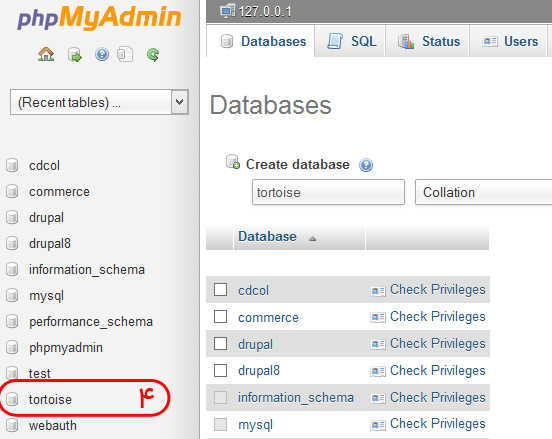 phpMyAdmin
(Recent tables) ...
cdcol
commerce
drupal
drupal8
information_schema
mysql
performance_schema
phpmyadmin
test
tortoise ۴
webauth
127.0.0.1
Databases SQL Status Users
Databases
Create database
tortoise Collation
Database
cdcol Check Privileges
commerce Check Privileges
drupal Check Privileges
drupal8 Check Privileges
information_schema Check Privileges
mysql Check Privileges